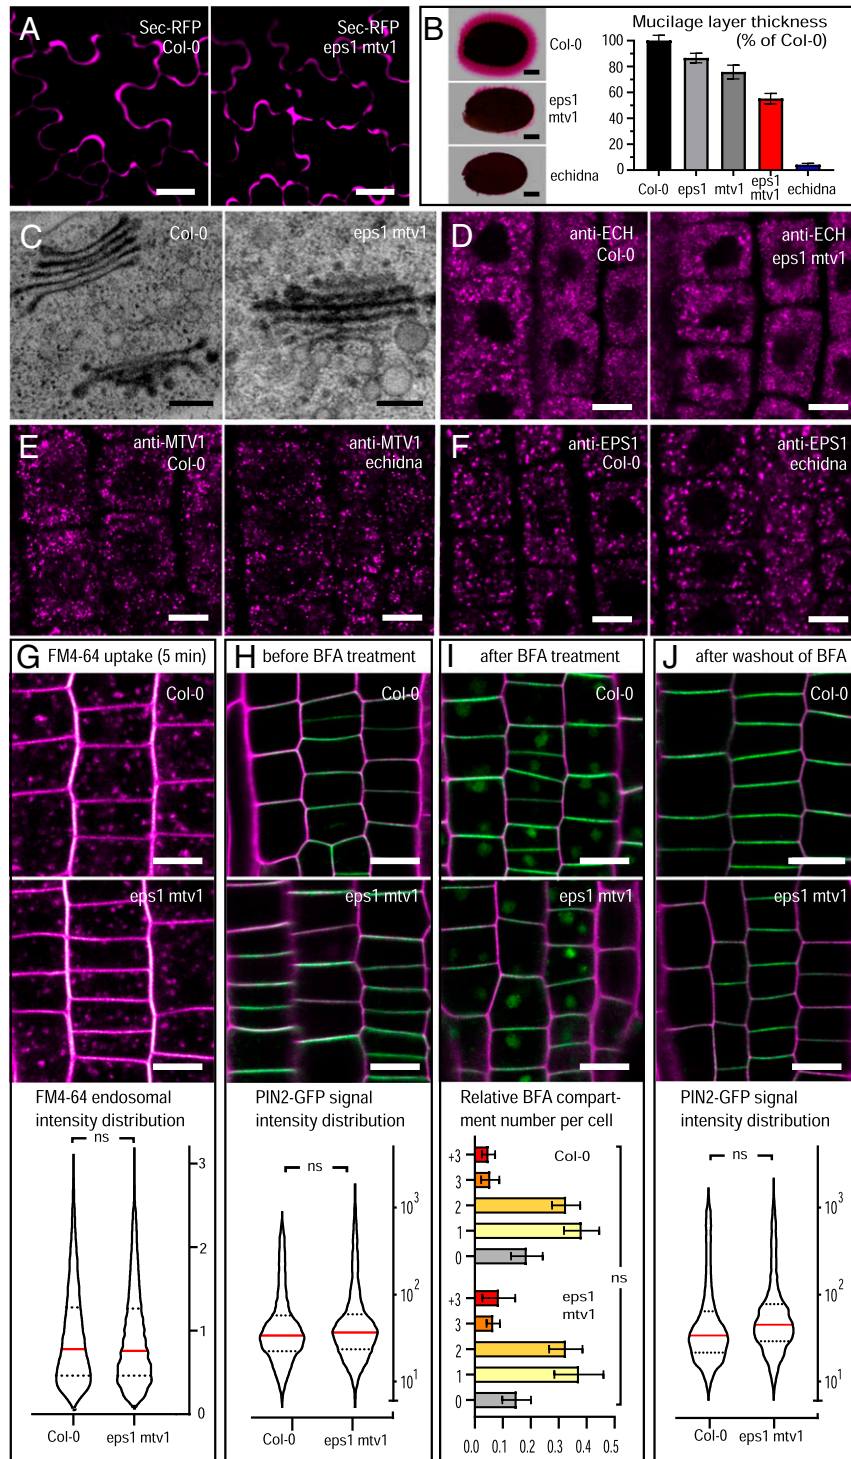 A
Sec-RFP
Col-0
Sec-RFP
eps1 mtv1
B
Col-0
eps1
mtv1
echidna
Mucilage layer thickness
(% of Col-0)
100
80
60
40
20
0
Col-0
eps1
mtv1
eps1
mtv1
echidna
C
Col-0
eps1 mtv1
D
anti-ECH
Col-0
anti-ECH
eps1 mtv1
E
anti-MTV1
Col-0
anti-MTV1
echidna
F
anti-EPS1
Col-0
anti-EPS1
echidna
G FM4-64 uptake (5 min)
Col-0
eps1 mtv1
FM4-64 endosomal
intensity distribution
ns
3
2
1
0
Col-0
eps1 mtv1
H before BFA treatment
Col-0
eps1 mtv1
PIN2-GFP signal
intensity distribution
ns
10³
10²
10¹
Col-0
eps1 mtv1
I after BFA treatment
Col-0
eps1 mtv1
Relative BFA compart-
ment number per cell
+3
3
2
1
0
Col-0
+3
3
2
1
0
eps1
mtv1
ns
0.0 0.1 0.2 0.3 0.4 0.5
J after washout of BFA
Col-0
eps1 mtv1
PIN2-GFP signal
intensity distribution
ns
10³
10²
10¹
Col-0
eps1 mtv1